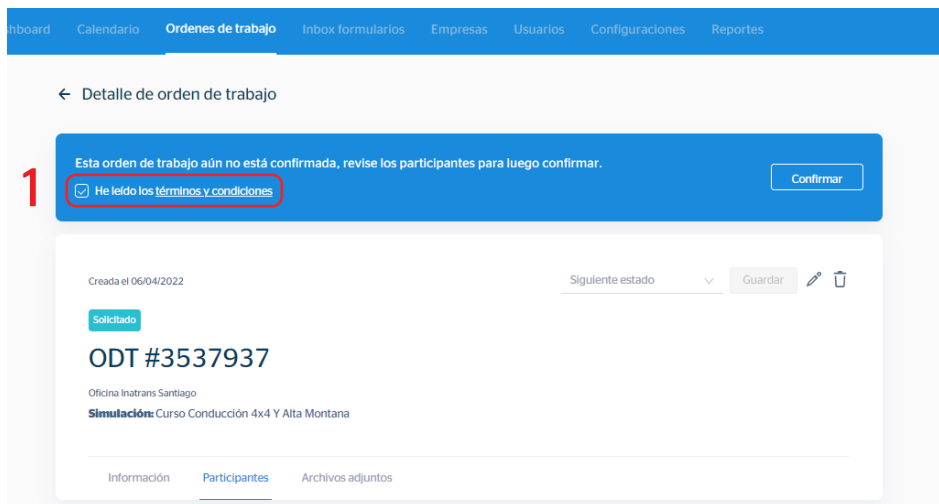 shboard Calendario Ordenes de trabajo Inbox formularios Empresas Usuarios Configuraciones Reportes
Detalle de orden de trabajo
Esta orden de trabajo aún no está confirmada, revise los participantes para luego confirmar.
1 He leído los términos y condiciones
Confirmar
Creada el 06/04/2022
Siguiente estado Guardar
Solicitado
ODT #3537937
Oficina Inatrans Santiago
Simulación: Curso Conducción 4x4 Y Alta Montana
Información Participantes Archivos adjuntos